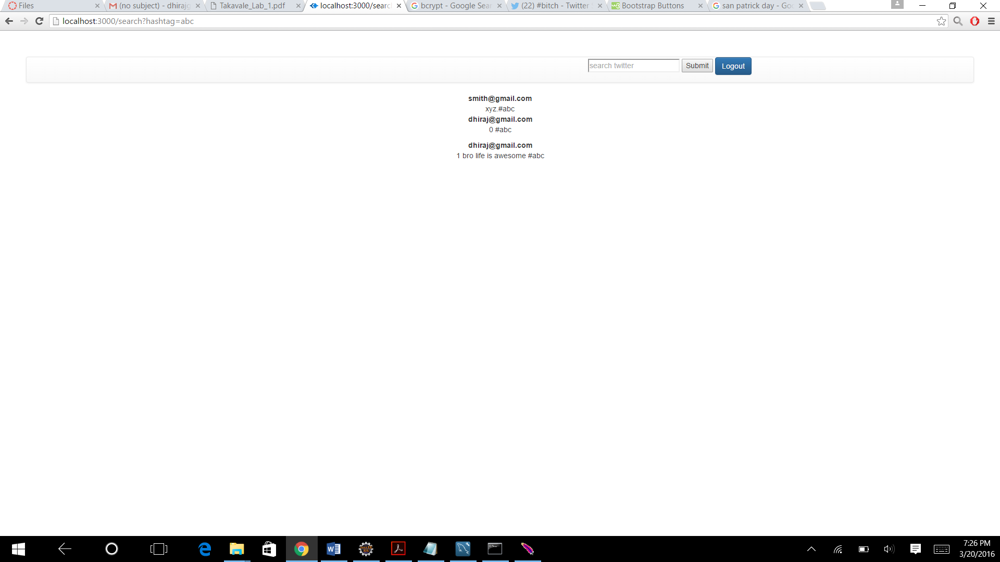 Files
(no subject) - dhirajg
Takavale_Lab_1.pdf
localhost:3000/searc
bcrypt - Google Sear
(22) #bitch - Twitter
Bootstrap Buttons
san patrick day - Goo
localhost:3000/search?hashtag=abc
search twitter
Submit
Logout
smith@gmail.com
xyz.#abc
dhiraj@gmail.com
0 #abc
dhiraj@gmail.com
1 bro life is awesome #abc
7:26 PM
3/20/2016